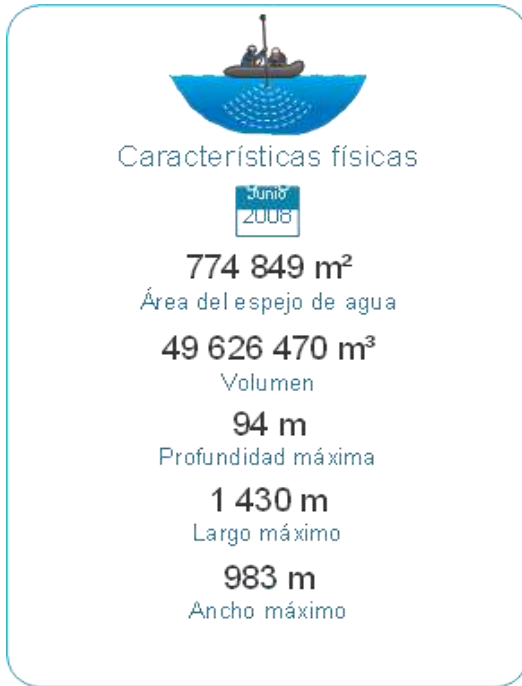 Características físicas
Junio
2008
774 849 m²
Área del espejo de agua
49 626 470 m³
Volumen
94 m
Profundidad máxima
1 430 m
Largo máximo
983 m
Ancho máximo